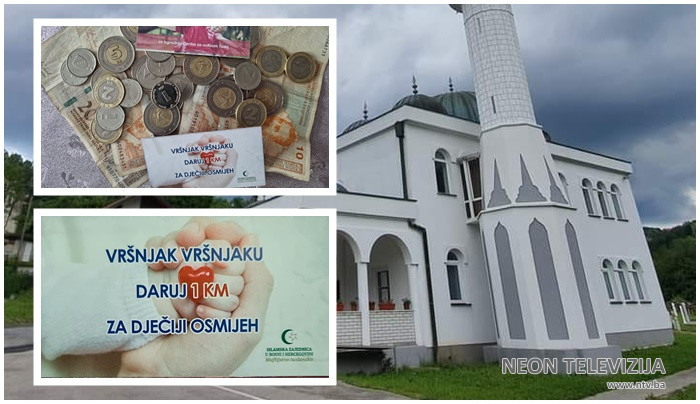 VRŠNJAK VRŠNJAKU
DARUJ 1 KM
ZA DJEČIJI OSMIJEH
VRŠNJAK VRŠNJAKU
DARUJ 1 KM
ZA DJEČIJI OSMIJEH
ISLAMSKA ZAJEDNICA
U BOSNI I HERCEGOVINI
NEON TELEVIZIJA
www.ntv.ba